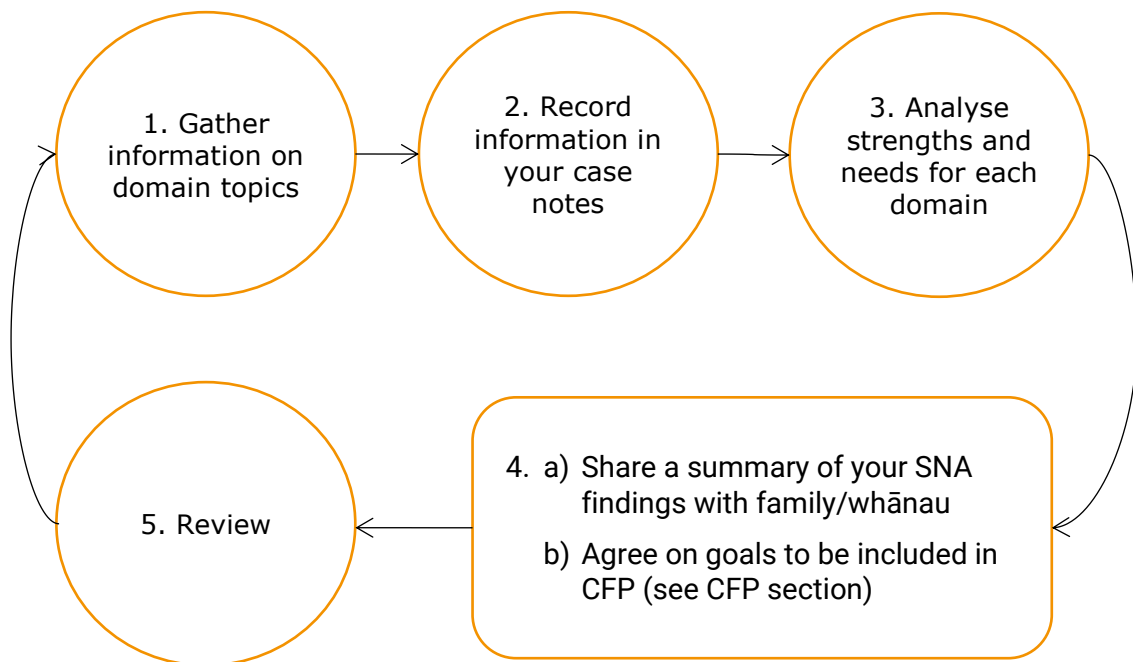 1. Gather
information on
domain topics
2. Record
information in
your case
notes
3. Analyse
strengths and
needs for each
domain
4. a) Share a summary of your SNA
findings with family/whānau
b) Agree on goals to be included in
CFP (see CFP section)
5. Review